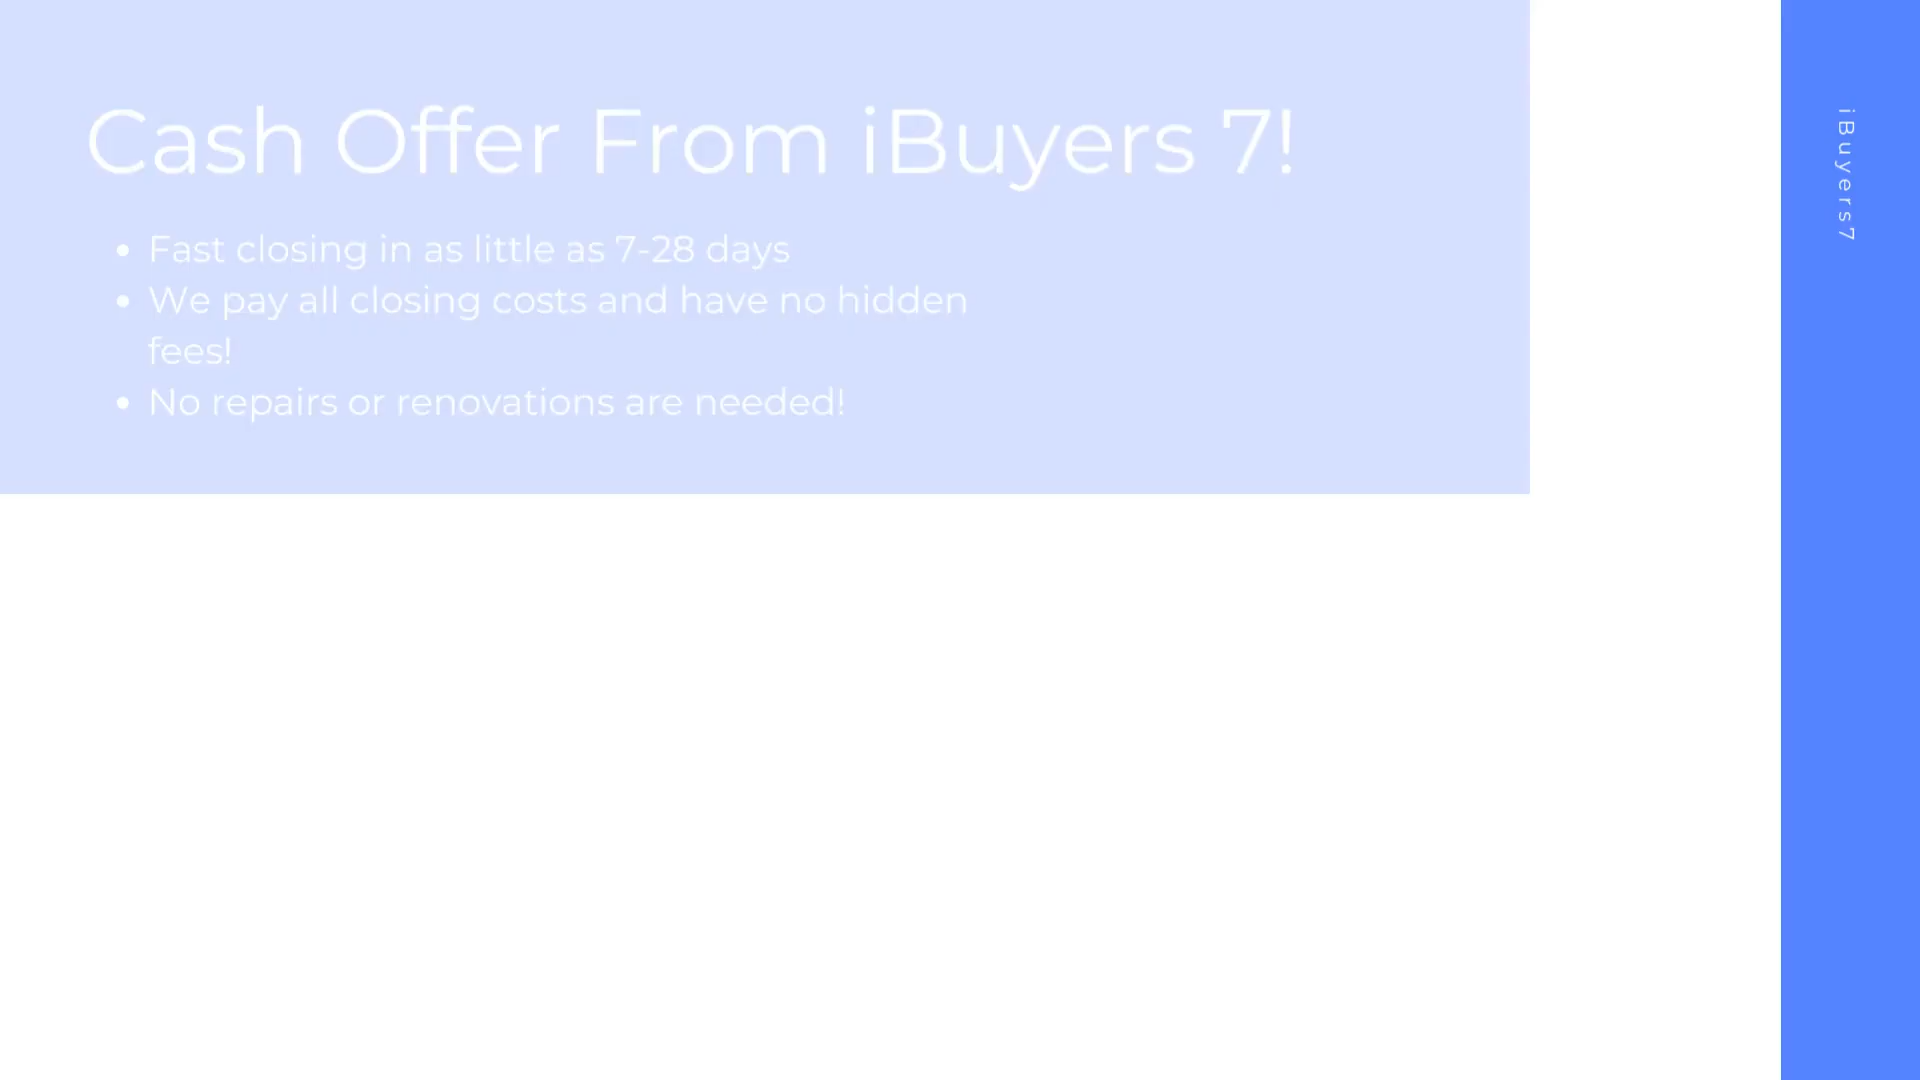 Cash Offer From iBuyers 7!
• Fast closing in as little as 7-28 days
• We pay all closing costs and have no hidden
fees!
• No repairs or renovations are needed!
iBuyers7